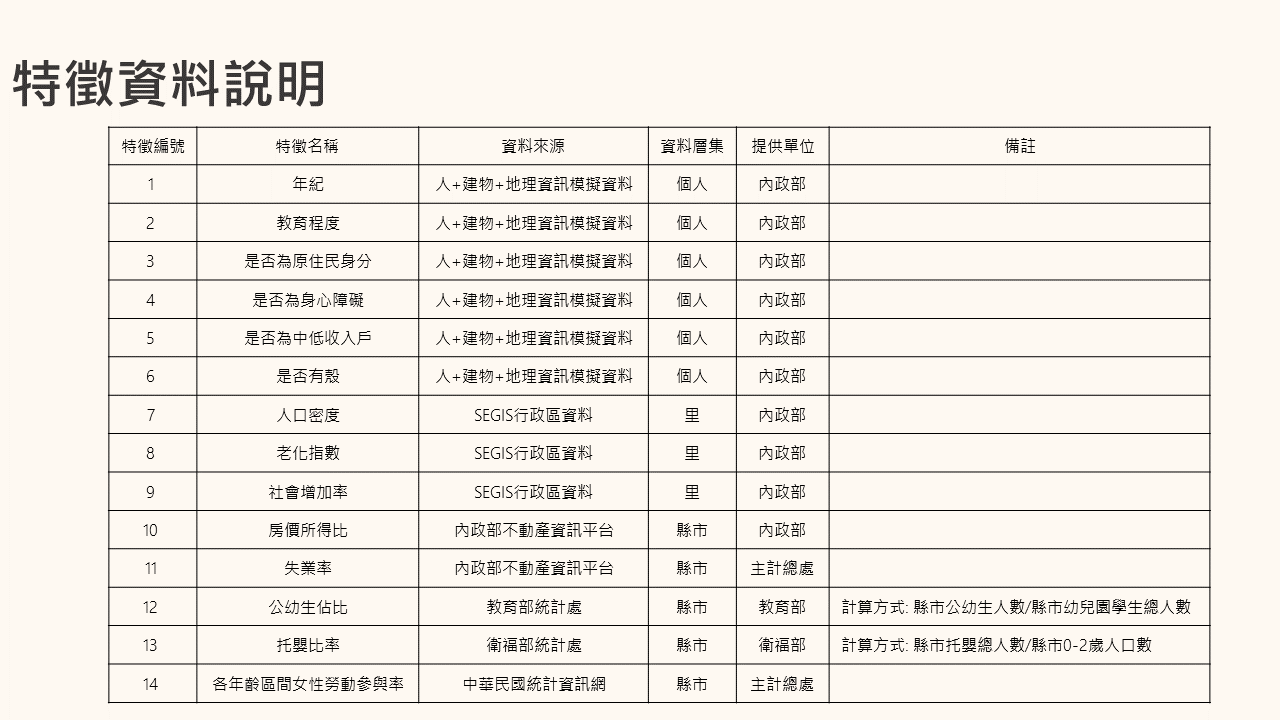 特徵資料說明
特徵編號 特徵名稱 資料來源 資料層集 提供單位 備註
1 年紀 人+建物+地理資訊模擬資料 個人 內政部
2 教育程度 人+建物+地理資訊模擬資料 個人 內政部
3 是否為原住民身分 人+建物+地理資訊模擬資料 個人 內政部
4 是否為身心障礙 人+建物+地理資訊模擬資料 個人 內政部
5 是否為中低收入戶 人+建物+地理資訊模擬資料 個人 內政部
6 是否有殼 人+建物+地理資訊模擬資料 個人 內政部
7 人口密度 SEGIS行政區資料 里 內政部
8 老化指數 SEGIS行政區資料 里 內政部
9 社會增加率 SEGIS行政區資料 里 內政部
10 房價所得比 內政部不動產資訊平台 縣市 內政部
11 失業率 內政部不動產資訊平台 縣市 主計總處
12 公幼生佔比 教育部統計處 縣市 教育部 計算方式: 縣市公幼生人數/縣市幼兒園學生總人數
13 托嬰比率 衛福部統計處 縣市 衛福部 計算方式: 縣市托嬰總人數/縣市0-2歲人口數
14 各年齡區間女性勞動參與率 中華民國統計資訊網 縣市 主計總處